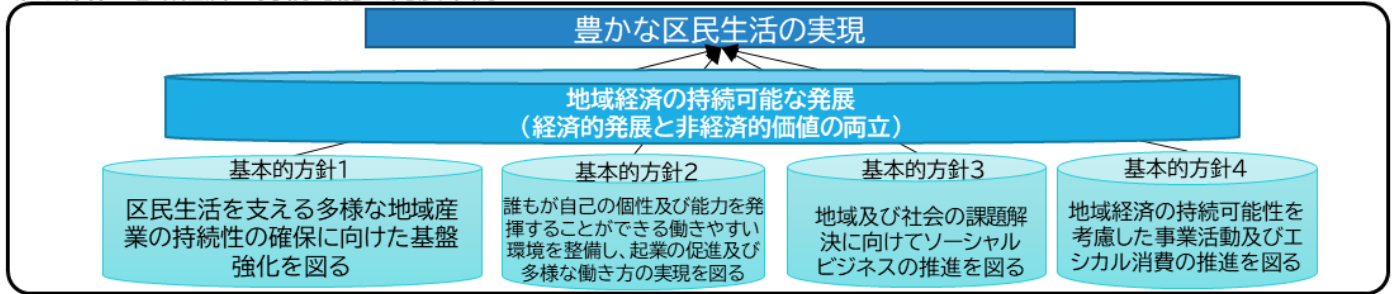 豊かな区民生活の実現
地域経済の持続可能な発展
（経済的発展と非経済的価値の両立）
基本的方針1
区民生活を支える多様な地域産
業の持続性の確保に向けた基盤
強化を図る
基本的方針2
誰もが自己の個性及び能力を発
揮することができる働きやすい
環境を整備し、起業の促進及び
多様な働き方の実現を図る
基本的方針3
地域及び社会の課題解
決に向けてソーシャル
ビジネスの推進を図る
基本的方針4
地域経済の持続可能性を
考慮した事業活動及びエ
シカル消費の推進を図る